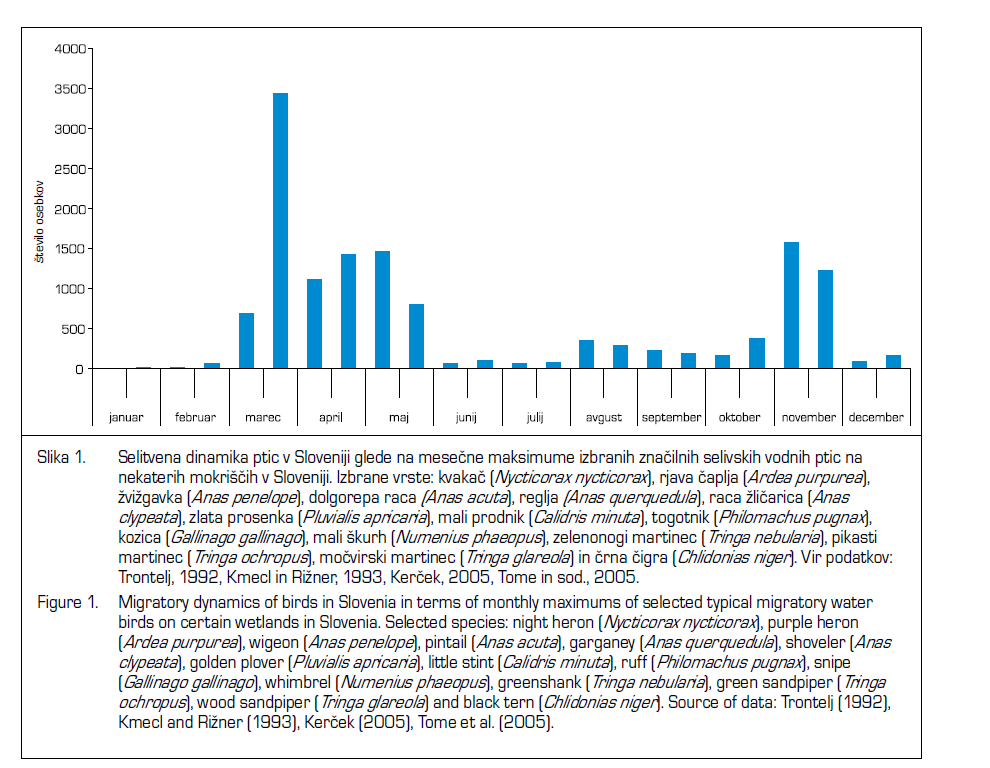 4000
3500
3000
2500
2000
1500
1000
500
0
število osebkov
januar februar marec april maj junij julij avgust september oktober november december
Slika 1. Selitvena dinamika ptic v Sloveniji glede na mesečne maksimume izbranih značilnih selivskih vodnih ptic na
nekaterih mokriščih v Sloveniji. Izbrane vrste: kvakač (Nycticorax nycticorax), rjava čaplja (Ardea purpurea),
žvižgavka (Anas penelope), dolgorepa raca (Anas acuta), reglja (Anas querquedula), raca žličarica (Anas
clypeata), zlata prosenka (Pluvialis apricaria), mali prodnik (Calidris minuta), togotnik (Philomachus pugnax),
kozica (Gallinago gallinago), mali škurh (Numenius phaeopus), zelenonogi martinec (Tringa nebularia), pikasti
martinec (Tringa ochropus), močvirski martinec (Tringa glareola) in črna čigra (Chlidonias niger). Vir podatkov:
Trontelj, 1992, Kmecl in Rižner, 1993, Kerček, 2005, Tome in sod., 2005.
Figure 1. Migratory dynamics of birds in Slovenia in terms of monthly maximums of selected typical migratory water
birds on certain wetlands in Slovenia. Selected species: night heron (Nycticorax nycticorax), purple heron
(Ardea purpurea), wigeon (Anas penelope), pintail (Anas acuta), garganey (Anas querquedula), shoveler (Anas
clypeata), golden plover (Pluvialis apricaria), little stint (Calidris minuta), ruff (Philomachus pugnax), snipe
(Gallinago gallinago), whimbrel (Numenius phaeopus), greenshank (Tringa nebularia), green sandpiper (Tringa
ochropus), wood sandpiper (Tringa glareola) and black tern (Chlidonias niger). Source of data: Trontelj (1992),
Kmecl and Rižner (1993), Kerček (2005), Tome et al. (2005).